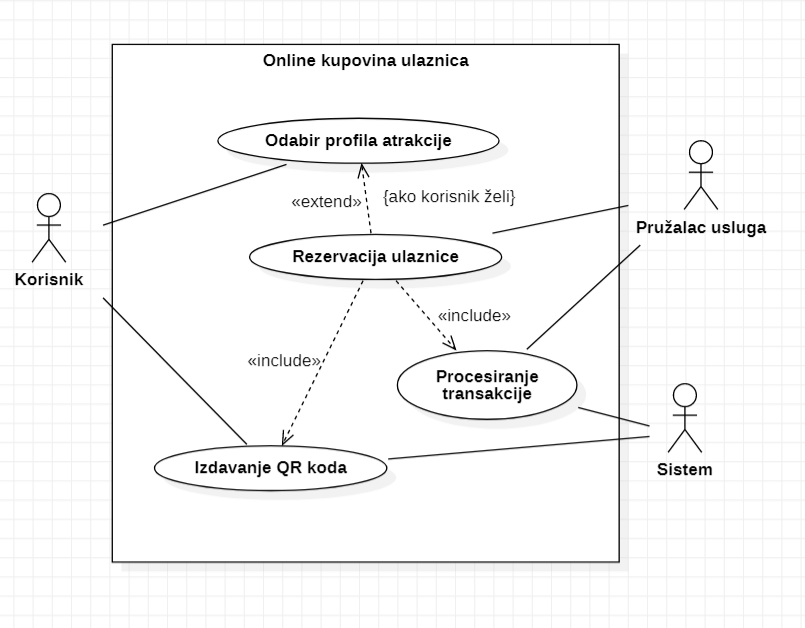 Online kupovina ulaznica
Odabir profila atrakcije
«extend»
{ako korisnik želi}
Pružalac usluga
Rezervacija ulaznice
Korisnik
«include»
«include»
Procesiranje
transakcije
Izdavanje QR koda
Sistem